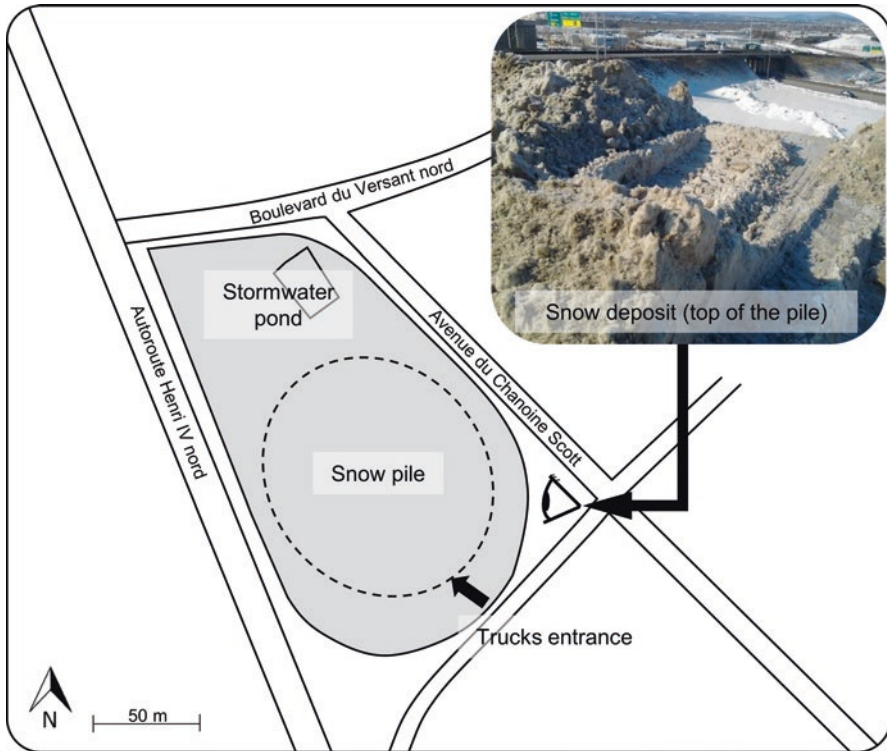 Boulevard du Versant nord
Stormwater
pond
Autoroute Henri IV nord
Avenue du Chanoine Scott
Snow deposit (top of the pile)
Snow pile
Trucks entrance
N
50 m